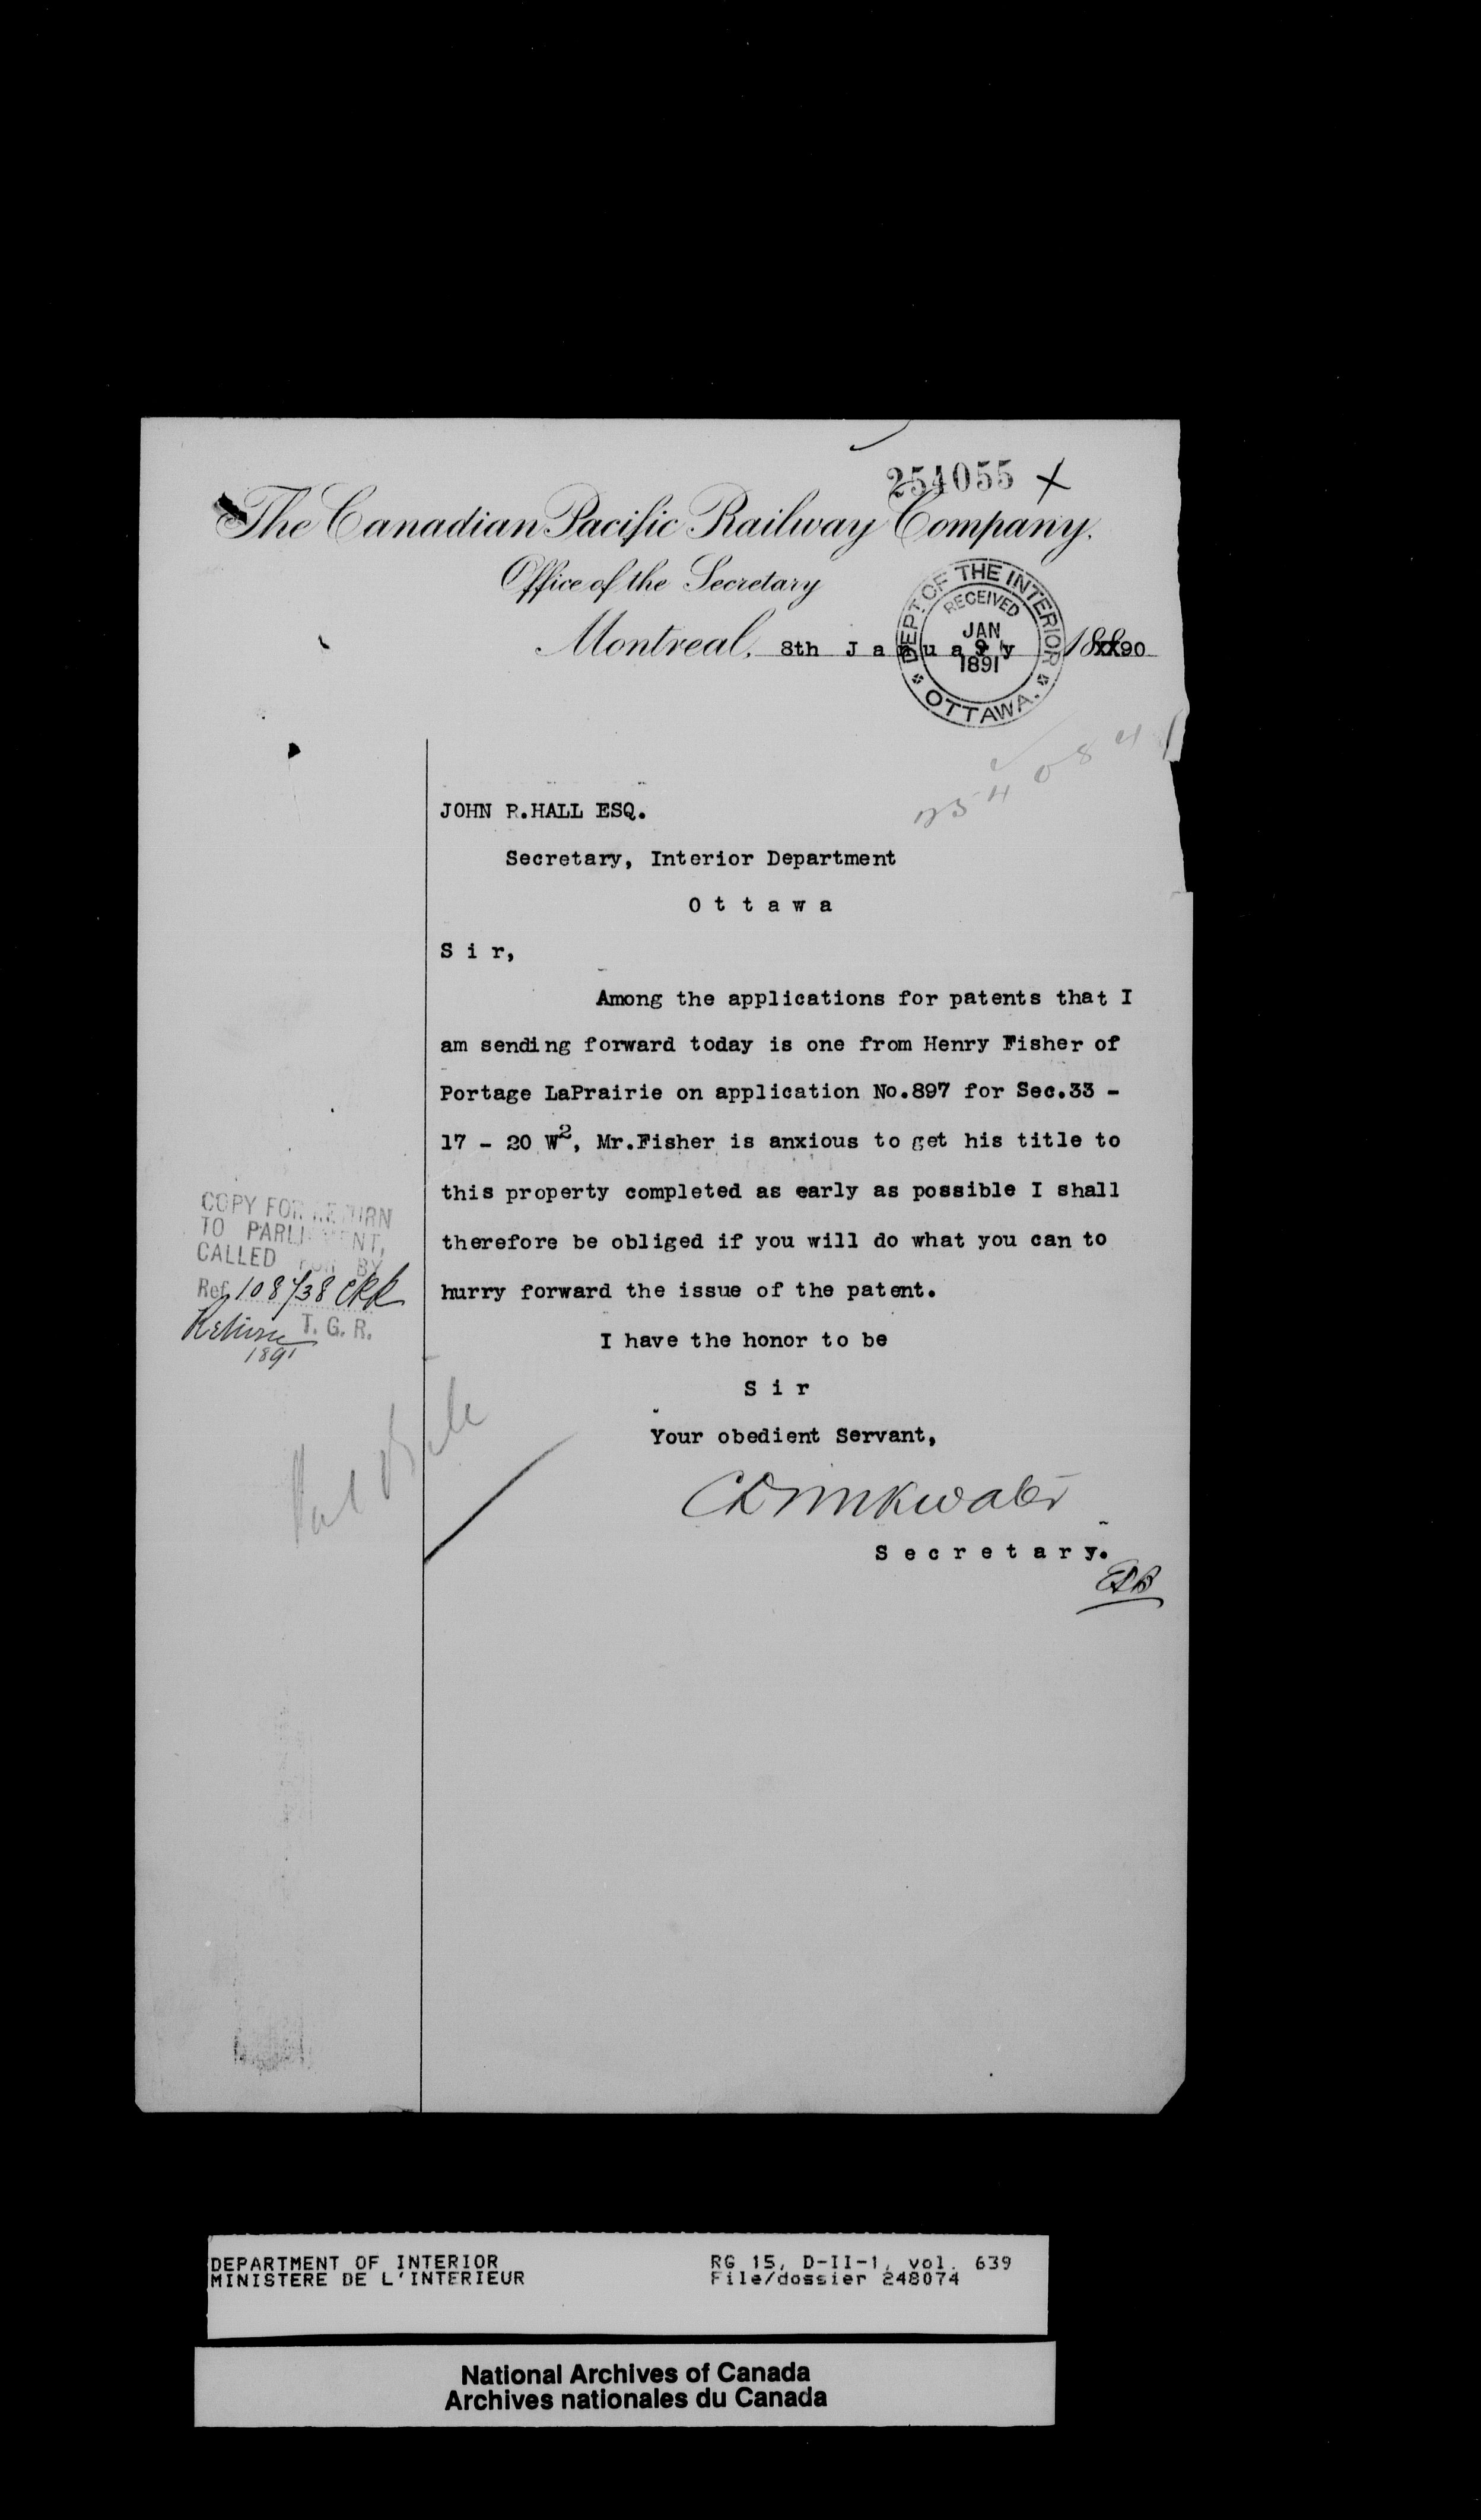 254055 X
The Canadian Pacific Railway Company.
Office of the Secretary
Montreal, 8th January 18XX90
DEPT. OF THE INTERIOR
RECEIVED
JAN
9
1891
OTTAWA.
JOHN R.HALL ESQ.
Secretary, Interior Department
Ottawa
Sir,
Among the applications for patents that I
am sending forward today is one from Henry Fisher of
Portage LaPrairie on application No.897 for Sec.33 -
17 - 20 W2, Mr.Fisher is anxious to get his title to
this property completed as early as possible I shall
therefore be obliged if you will do what you can to
hurry forward the issue of the patent.
I have the honor to be
Sir
Your obedient Servant,
CDrinkwater
Secretary.
COPY FOR RETURN
TO PARLIAMENT,
CALLED FOR BY
Ref. 108738 CRR
Return T. G. R.
1891
DEPARTMENT OF INTERIOR
MINISTERE DE L'INTERIEUR
RG 15, D-II-1, vol. 639
File/dossier 248074
National Archives of Canada
Archives nationales du Canada